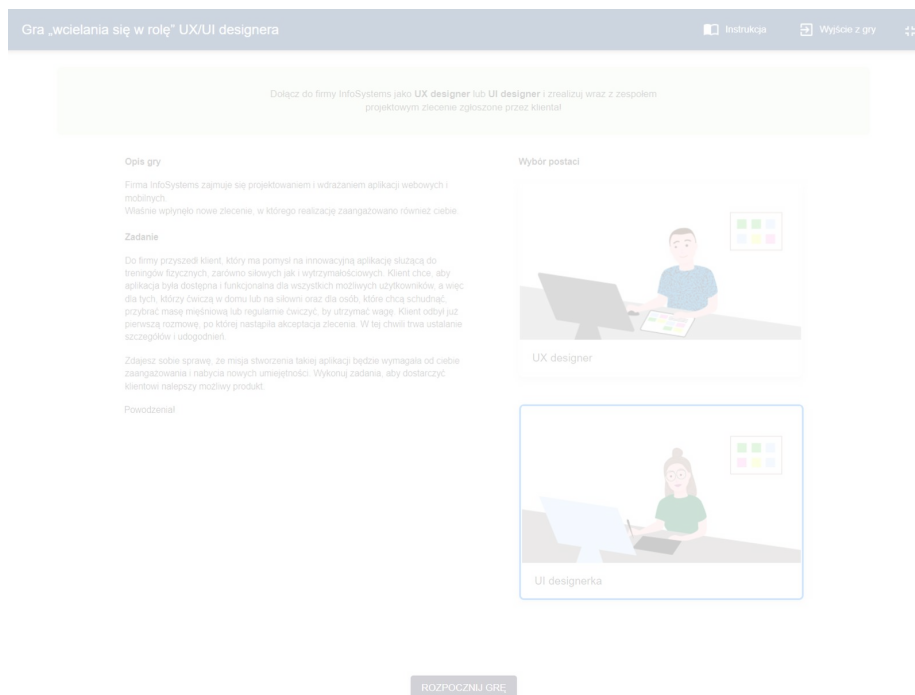 Gra „wcielania się w rolę” UX/UI designera
Instrukcja
Wyjście z gry
Dołącz do firmy InfoSystems jako UX designer lub UI designer i zrealizuj wraz z zespołem
projektowym zlecenie zgłoszone przez klienta!
Opis gry
Firma InfoSystems zajmuje się projektowaniem i wdrażaniem aplikacji webowych i
mobilnych.
Właśnie wpłynęło nowe zlecenie, w którego realizację zaangażowano również ciebie.
Zadanie
Do firmy przyszedł klient, który ma pomysł na innowacyjną aplikację służącą do
treningów fizycznych, zarówno siłowych jak i wytrzymałościowych. Klient chce, aby
aplikacja była dostępna i funkcjonalna dla wszystkich możliwych użytkowników, a więc
dla tych, którzy ćwiczą w domu lub na siłowni oraz dla osób, które chcą schudnąć,
przybrać masę mięśniową lub regularnie ćwiczyć, by utrzymać wagę. Klient odbył już
pierwszą rozmowę, po której nastąpiła akceptacja zlecenia. W tej chwili trwa ustalanie
szczegółów i udogodnień.
Zdajesz sobie sprawę, że misja stworzenia takiej aplikacji będzie wymagała od ciebie
zaangażowania i nabycia nowych umiejętności. Wykonuj zadania, aby dostarczyć
klientowi najlepszy możliwy produkt.
Powodzenia!
Wybór postaci
UX designer
UI designerka
ROZPOCZNIJ GRĘ